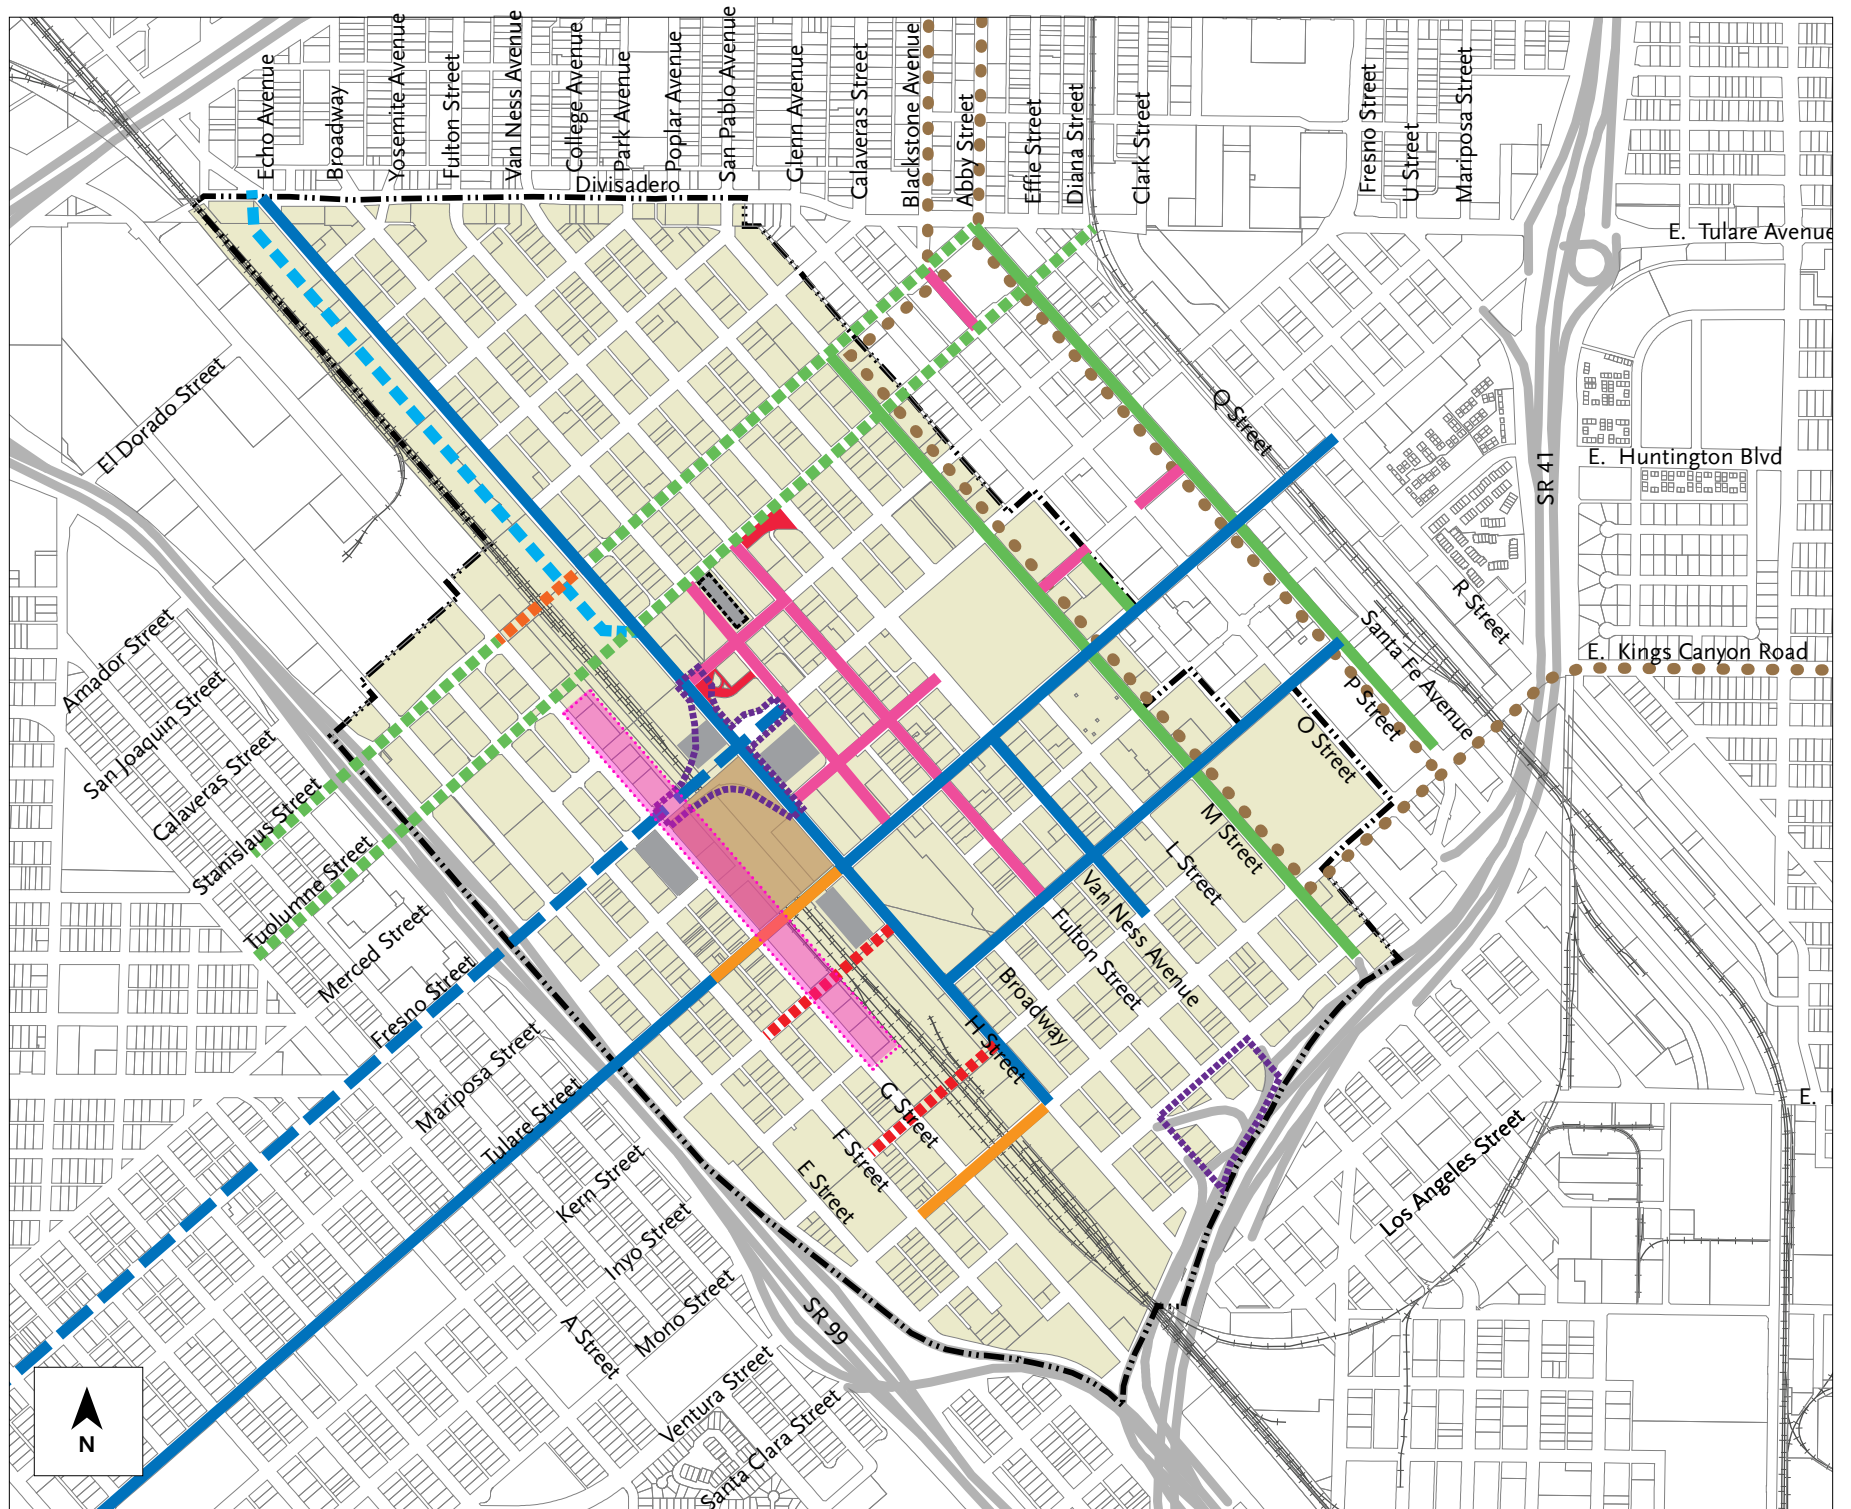 Echo Avenue
Broadway
Yosemite Avenue
Fulton Street
Van Ness Avenue
College Avenue
Park Avenue
Poplar Avenue
San Pablo Avenue
Glenn Avenue
Calaveras Street
Blackstone Avenue
Abby Street
Effie Street
Diana Street
Clark Street
Fresno Street
U Street
Mariposa Street
Divisadero
E. Tulare Avenue
El Dorado Street
Q Street
SR 41
E. Huntington Blvd
R Street
Santa Fe Avenue
E. Kings Canyon Road
P Street
O Street
Amador Street
San Joaquin Street
Calaveras Street
Stanislaus Street
Tuolumne Street
Merced Street
Fresno Street
Mariposa Street
Tulare Street
Kern Street
Inyo Street
Mono Street
Ventura Street
Santa Clara Street
M Street
L Street
Van Ness Avenue
Fulton Street
Broadway
H Street
G Street
F Street
E Street
A Street
SR 99
Los Angeles Street
E.
N